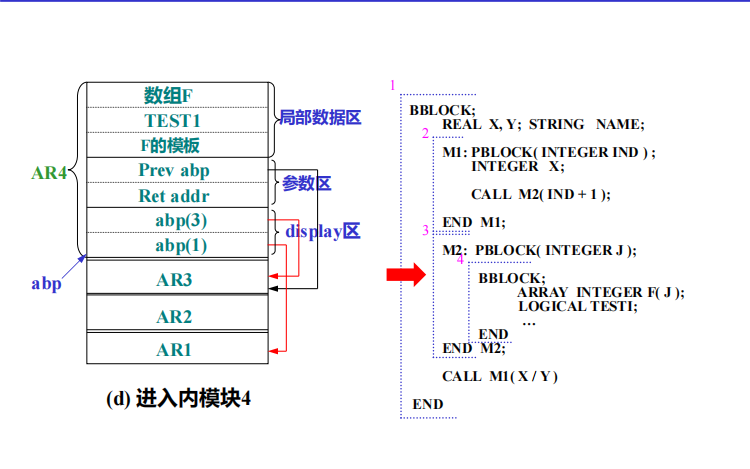 数组F
TEST1
F的模板
局部数据区
AR4
Prev abp
Ret addr
参数区
abp(3)
abp(1)
display区
abp
AR3
AR2
AR1
(d) 进入内模块4
1
BBLOCK;
REAL X, Y; STRING NAME;
2
M1: PBLOCK( INTEGER IND ) ;
INTEGER X;
CALL M2( IND + 1 );
END M1;
3
M2: PBLOCK( INTEGER J );
4
BBLOCK;
ARRAY INTEGER F( J );
LOGICAL TESTI;
…
END
END M2;
CALL M1( X / Y )
END